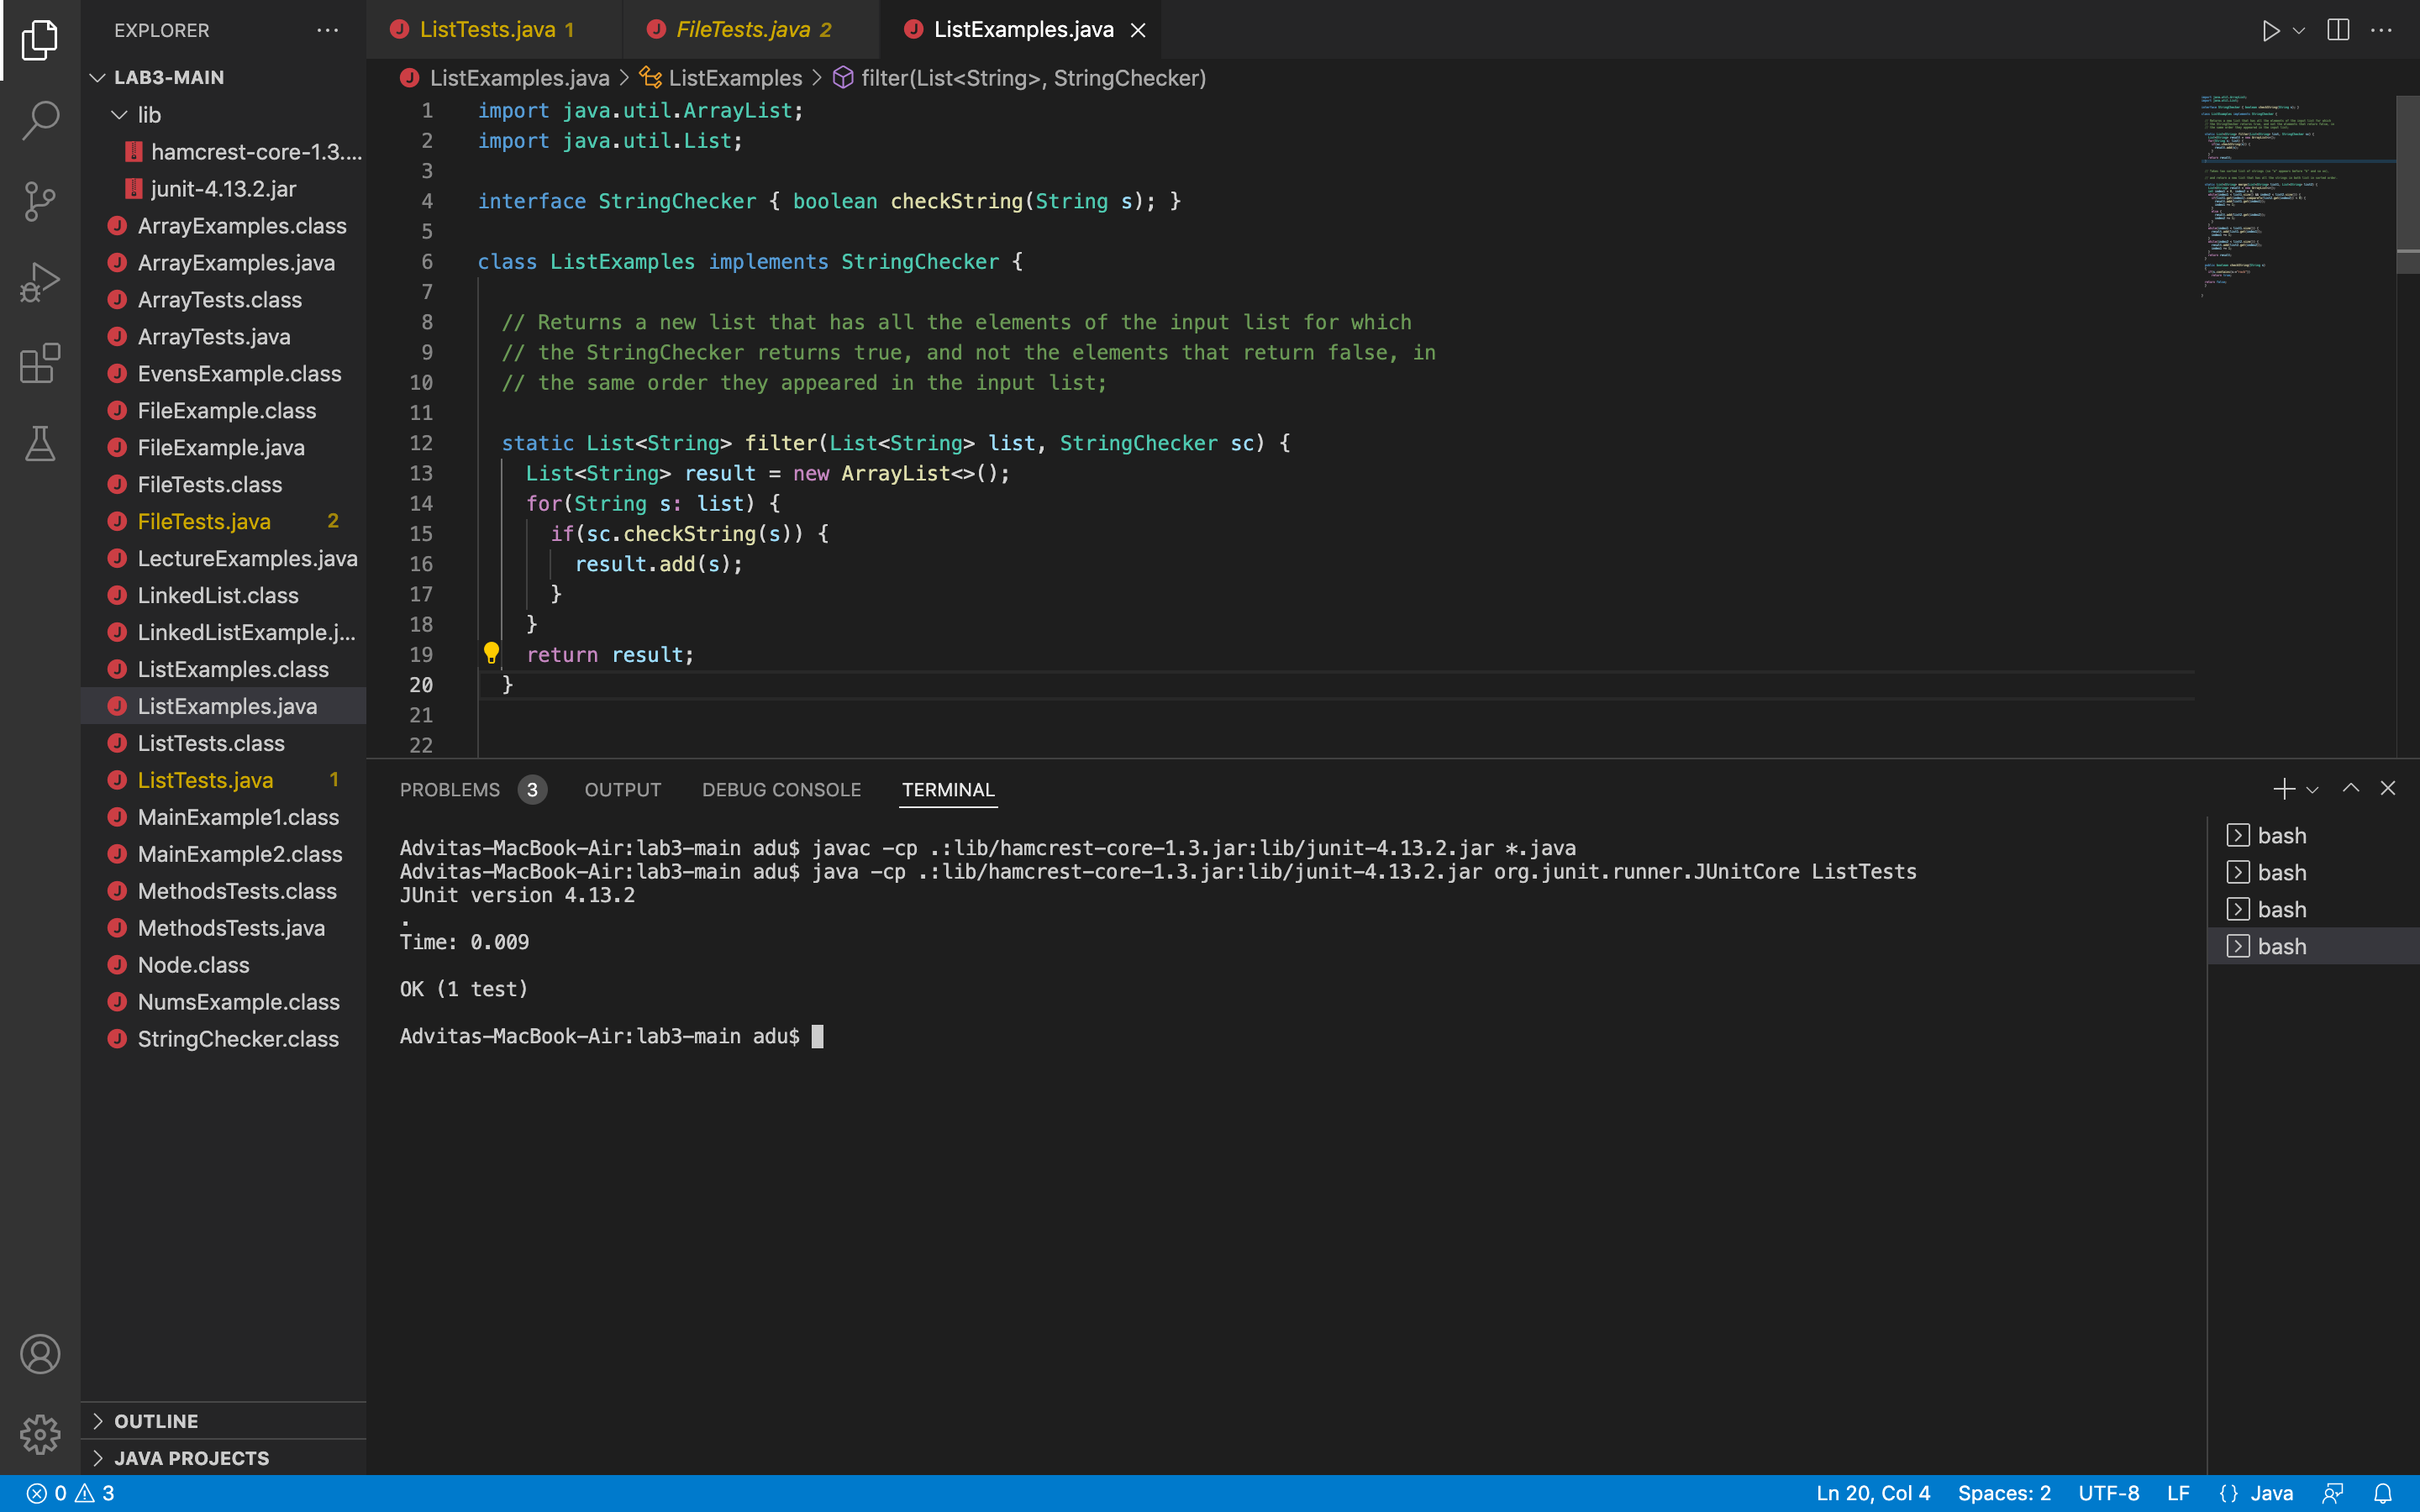 EXPLORER
LAB3-MAIN
lib
hamcrest-core-1.3....
junit-4.13.2.jar
ArrayExamples.class
ArrayExamples.java
ArrayTests.class
ArrayTests.java
EvensExample.class
FileExample.class
FileExample.java
FileTests.class
FileTests.java 2
LectureExamples.java
LinkedList.class
LinkedListExample.j...
ListExamples.class
ListExamples.java
ListTests.class
ListTests.java 1
MainExample1.class
MainExample2.class
MethodsTests.class
MethodsTests.java
Node.class
NumsExample.class
StringChecker.class
OUTLINE
JAVA PROJECTS
ListTests.java 1 FileTests.java 2 ListExamples.java
ListExamples.java > ListExamples > filter(List<String>, StringChecker)
1 import java.util.ArrayList;
2 import java.util.List;
3
4 interface StringChecker { boolean checkString(String s); }
5
6 class ListExamples implements StringChecker {
7
8 // Returns a new list that has all the elements of the input list for which
9 // the StringChecker returns true, and not the elements that return false, in
10 // the same order they appeared in the input list;
11
12 static List<String> filter(List<String> list, StringChecker sc) {
13 List<String> result = new ArrayList<>();
14 for(String s: list) {
15 if(sc.checkString(s)) {
16 result.add(s);
17 }
18 }
19 return result;
20 }
21
22
PROBLEMS 3 OUTPUT DEBUG CONSOLE TERMINAL
Advitas-MacBook-Air:lab3-main adu$ javac -cp .:lib/hamcrest-core-1.3.jar:lib/junit-4.13.2.jar *.java
Advitas-MacBook-Air:lab3-main adu$ java -cp .:lib/hamcrest-core-1.3.jar:lib/junit-4.13.2.jar org.junit.runner.JUnitCore ListTests
JUnit version 4.13.2
.
Time: 0.009
OK (1 test)
Advitas-MacBook-Air:lab3-main adu$
bash
bash
bash
bash
0 3
Ln 20, Col 4 Spaces: 2 UTF-8 LF {} Java